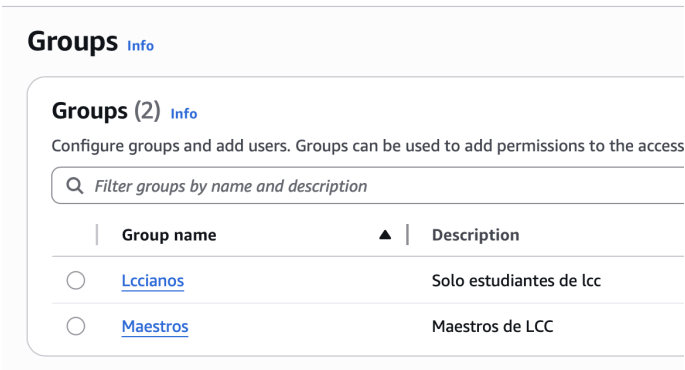 Groups Info
Groups (2) Info
Configure groups and add users. Groups can be used to add permissions to the access
Filter groups by name and description
Group name Description
Lccianos Solo estudiantes de lcc
Maestros Maestros de LCC